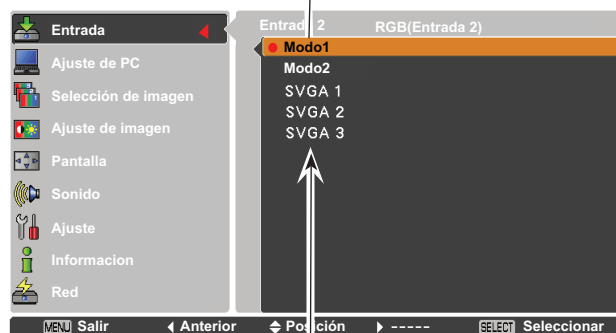 Entrada
Ajuste de PC
Selección de imagen
Ajuste de imagen
Pantalla
Sonido
Ajuste
Informacion
Red
Entrada 2 RGB(Entrada 2)
Modo1
Modo2
SVGA 1
SVGA 2
SVGA 3
MENU Salir Anterior Posición ----- SELECT Seleccionar